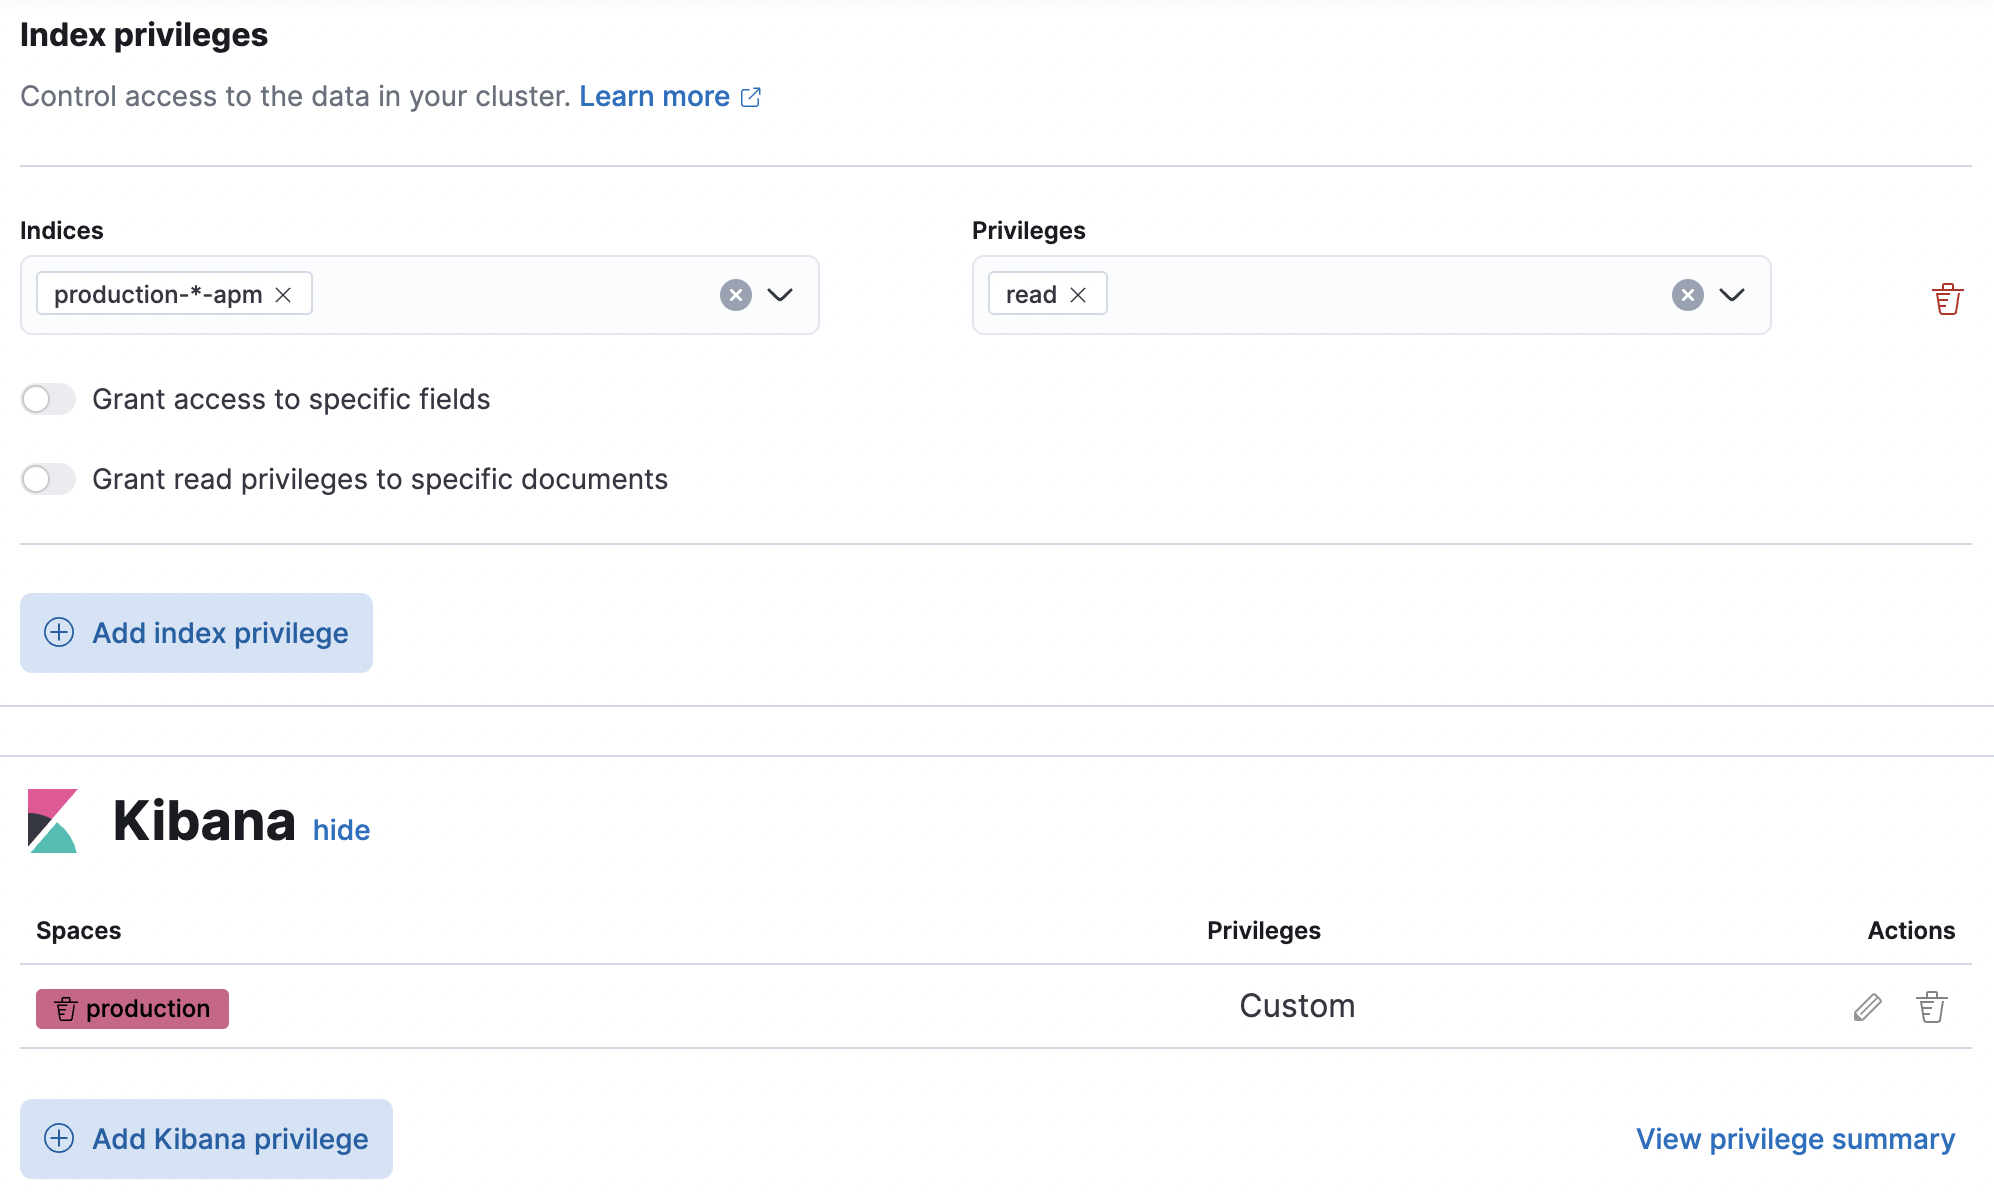 Index privileges
Control access to the data in your cluster. Learn more
Indices
Privileges
production-*-apm
read
Grant access to specific fields
Grant read privileges to specific documents
Add index privilege
Kibana hide
Spaces Privileges Actions
production Custom
Add Kibana privilege
View privilege summary